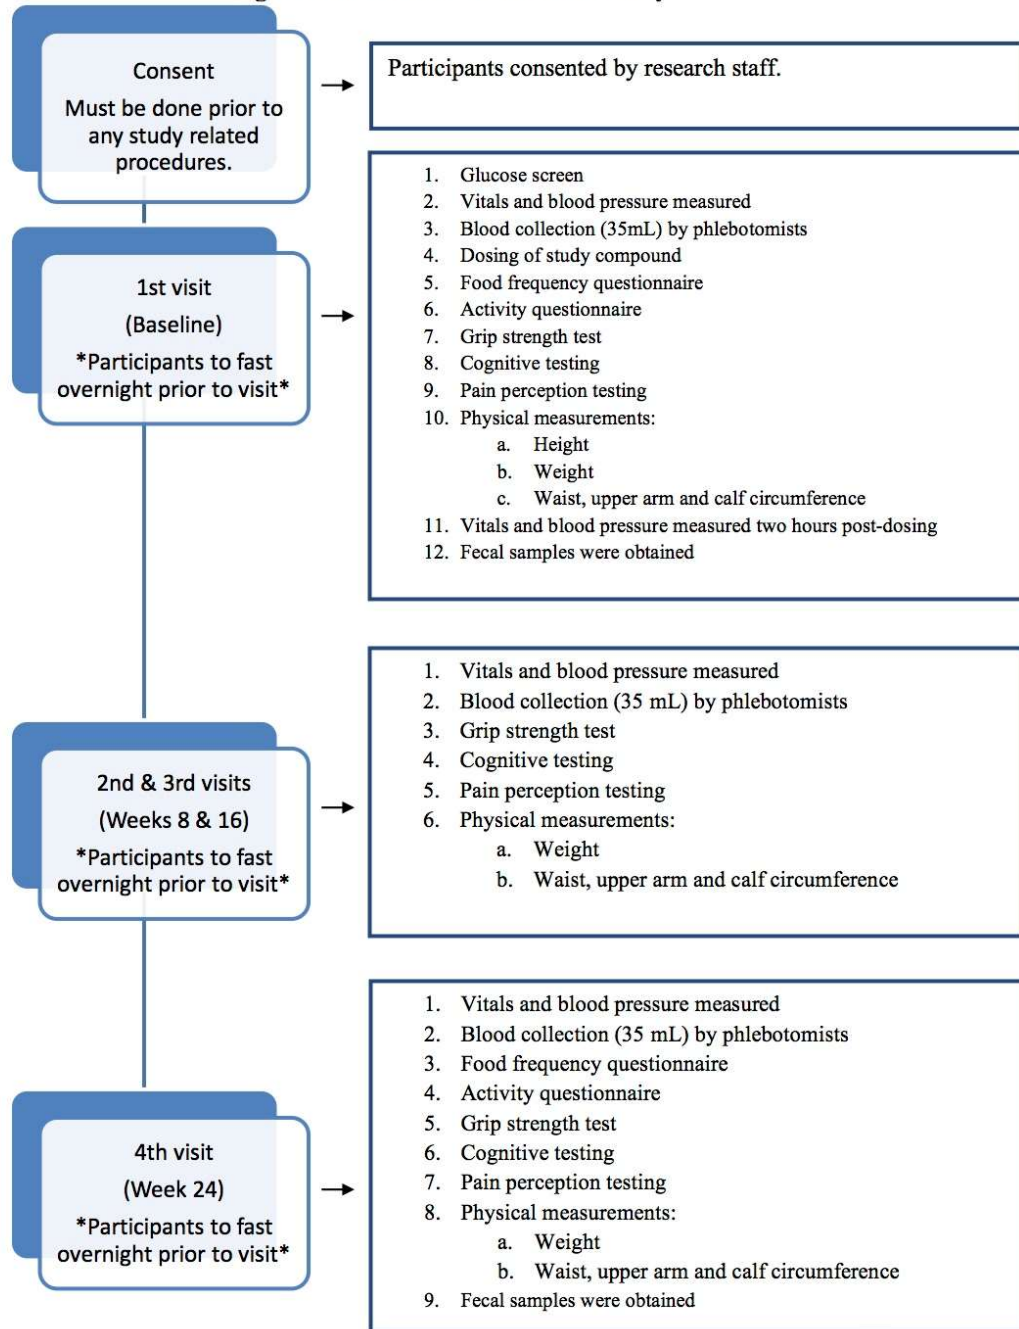 Consent
Must be done prior to
any study related
procedures.
Participants consented by research staff.
1st visit
(Baseline)
*Participants to fast
overnight prior to visit*
1. Glucose screen
2. Vitals and blood pressure measured
3. Blood collection (35mL) by phlebotomists
4. Dosing of study compound
5. Food frequency questionnaire
6. Activity questionnaire
7. Grip strength test
8. Cognitive testing
9. Pain perception testing
10. Physical measurements:
a. Height
b. Weight
c. Waist, upper arm and calf circumference
11. Vitals and blood pressure measured two hours post-dosing
12. Fecal samples were obtained
2nd & 3rd visits
(Weeks 8 & 16)
*Participants to fast
overnight prior to visit*
1. Vitals and blood pressure measured
2. Blood collection (35 mL) by phlebotomists
3. Grip strength test
4. Cognitive testing
5. Pain perception testing
6. Physical measurements:
a. Weight
b. Waist, upper arm and calf circumference
4th visit
(Week 24)
*Participants to fast
overnight prior to visit*
1. Vitals and blood pressure measured
2. Blood collection (35 mL) by phlebotomists
3. Food frequency questionnaire
4. Activity questionnaire
5. Grip strength test
6. Cognitive testing
7. Pain perception testing
8. Physical measurements:
a. Weight
b. Waist, upper arm and calf circumference
9. Fecal samples were obtained